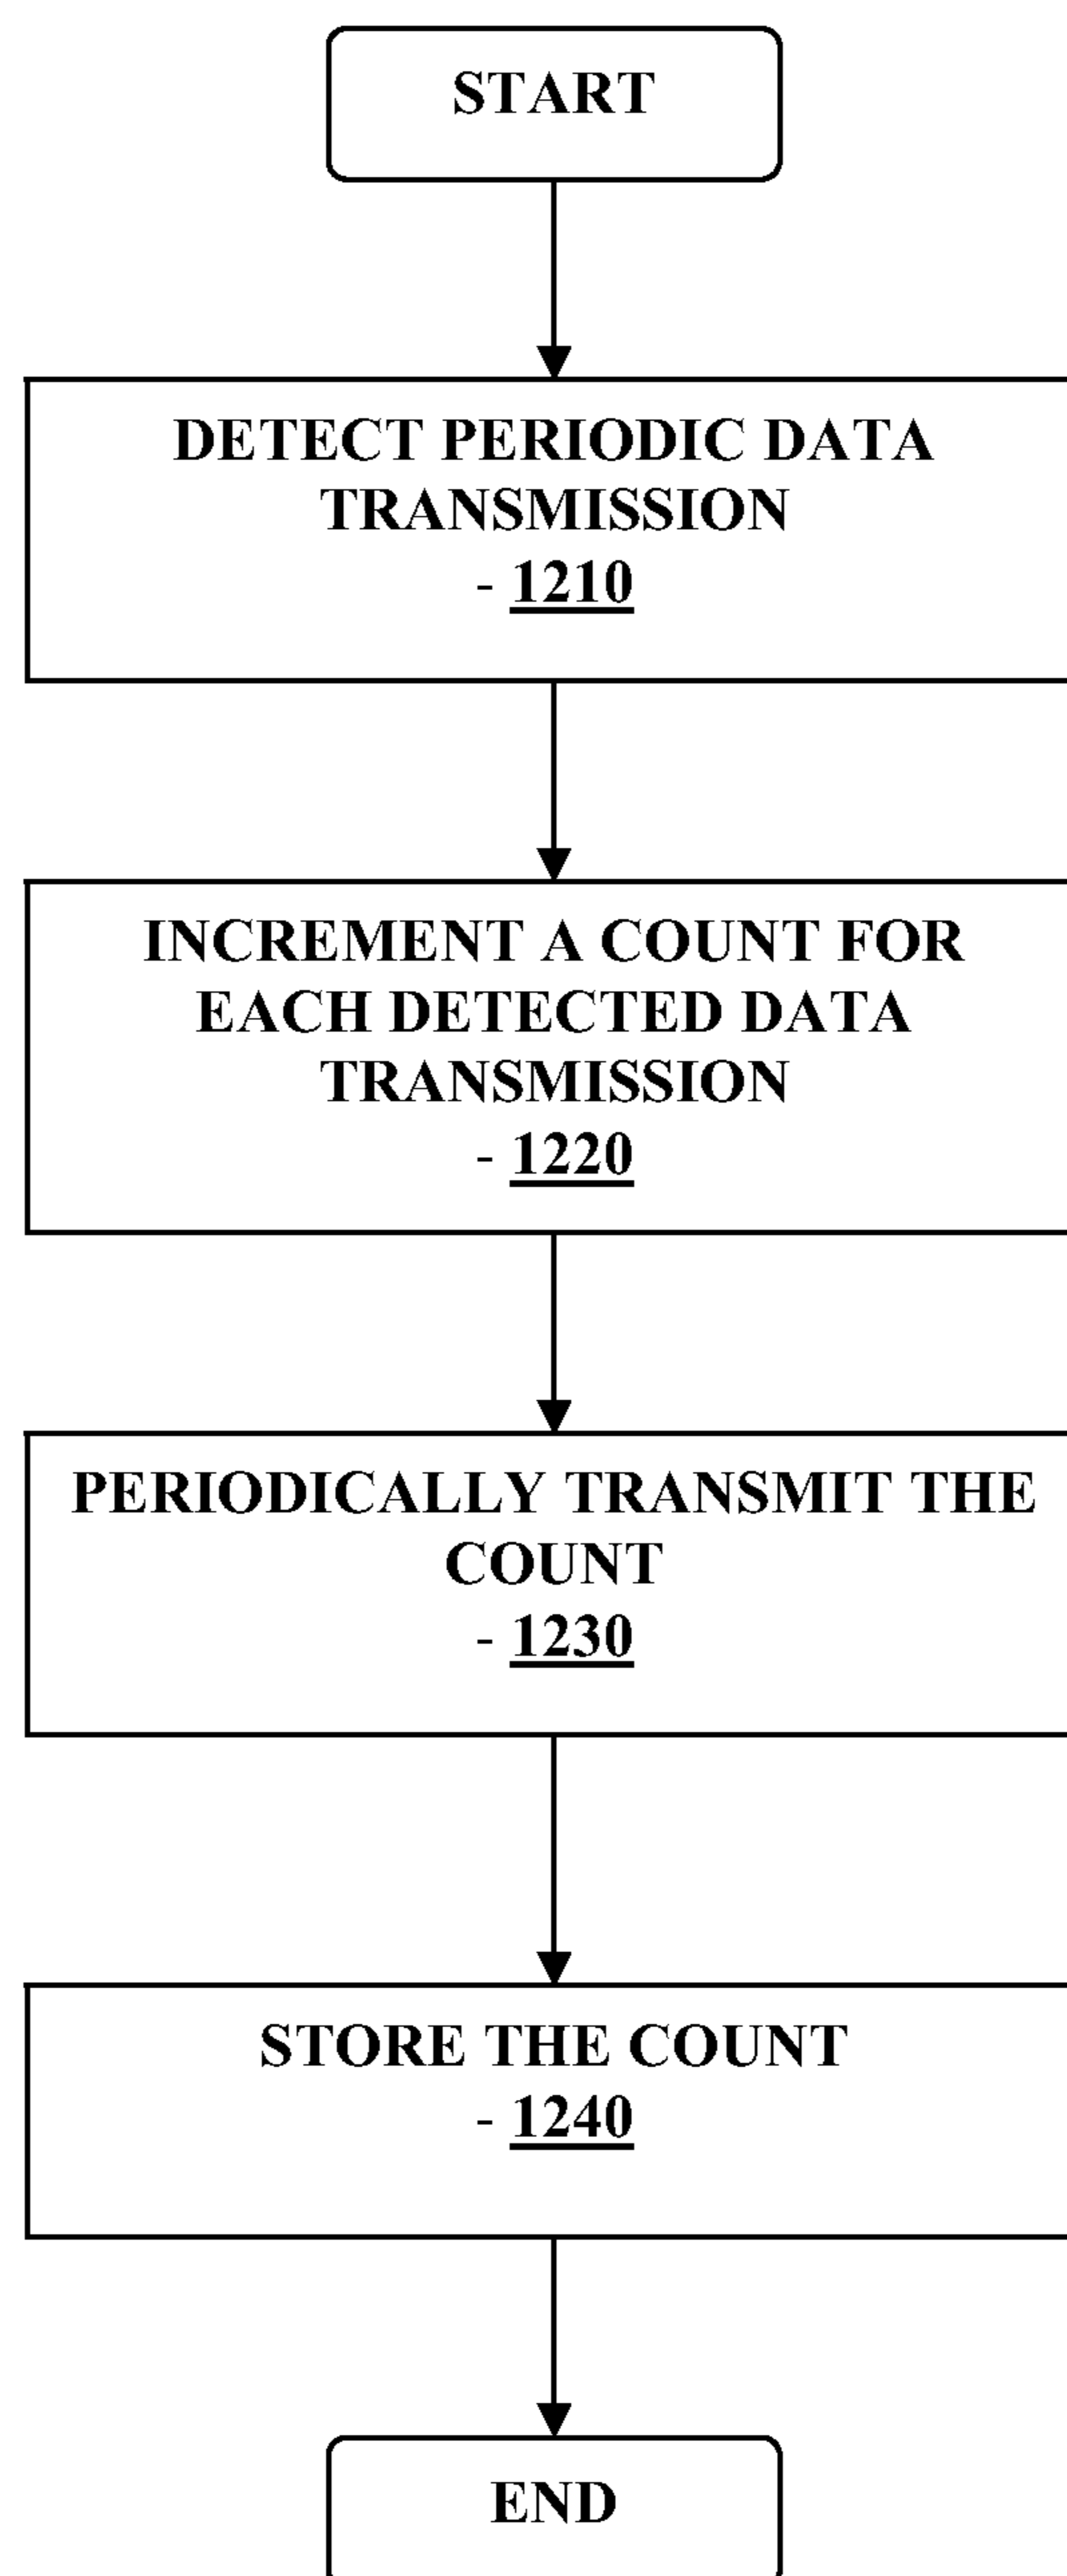 START
DETECT PERIODIC DATA
TRANSMISSION
- 1210
INCREMENT A COUNT FOR
EACH DETECTED DATA
TRANSMISSION
- 1220
PERIODICALLY TRANSMIT THE
COUNT
- 1230
STORE THE COUNT
- 1240
END